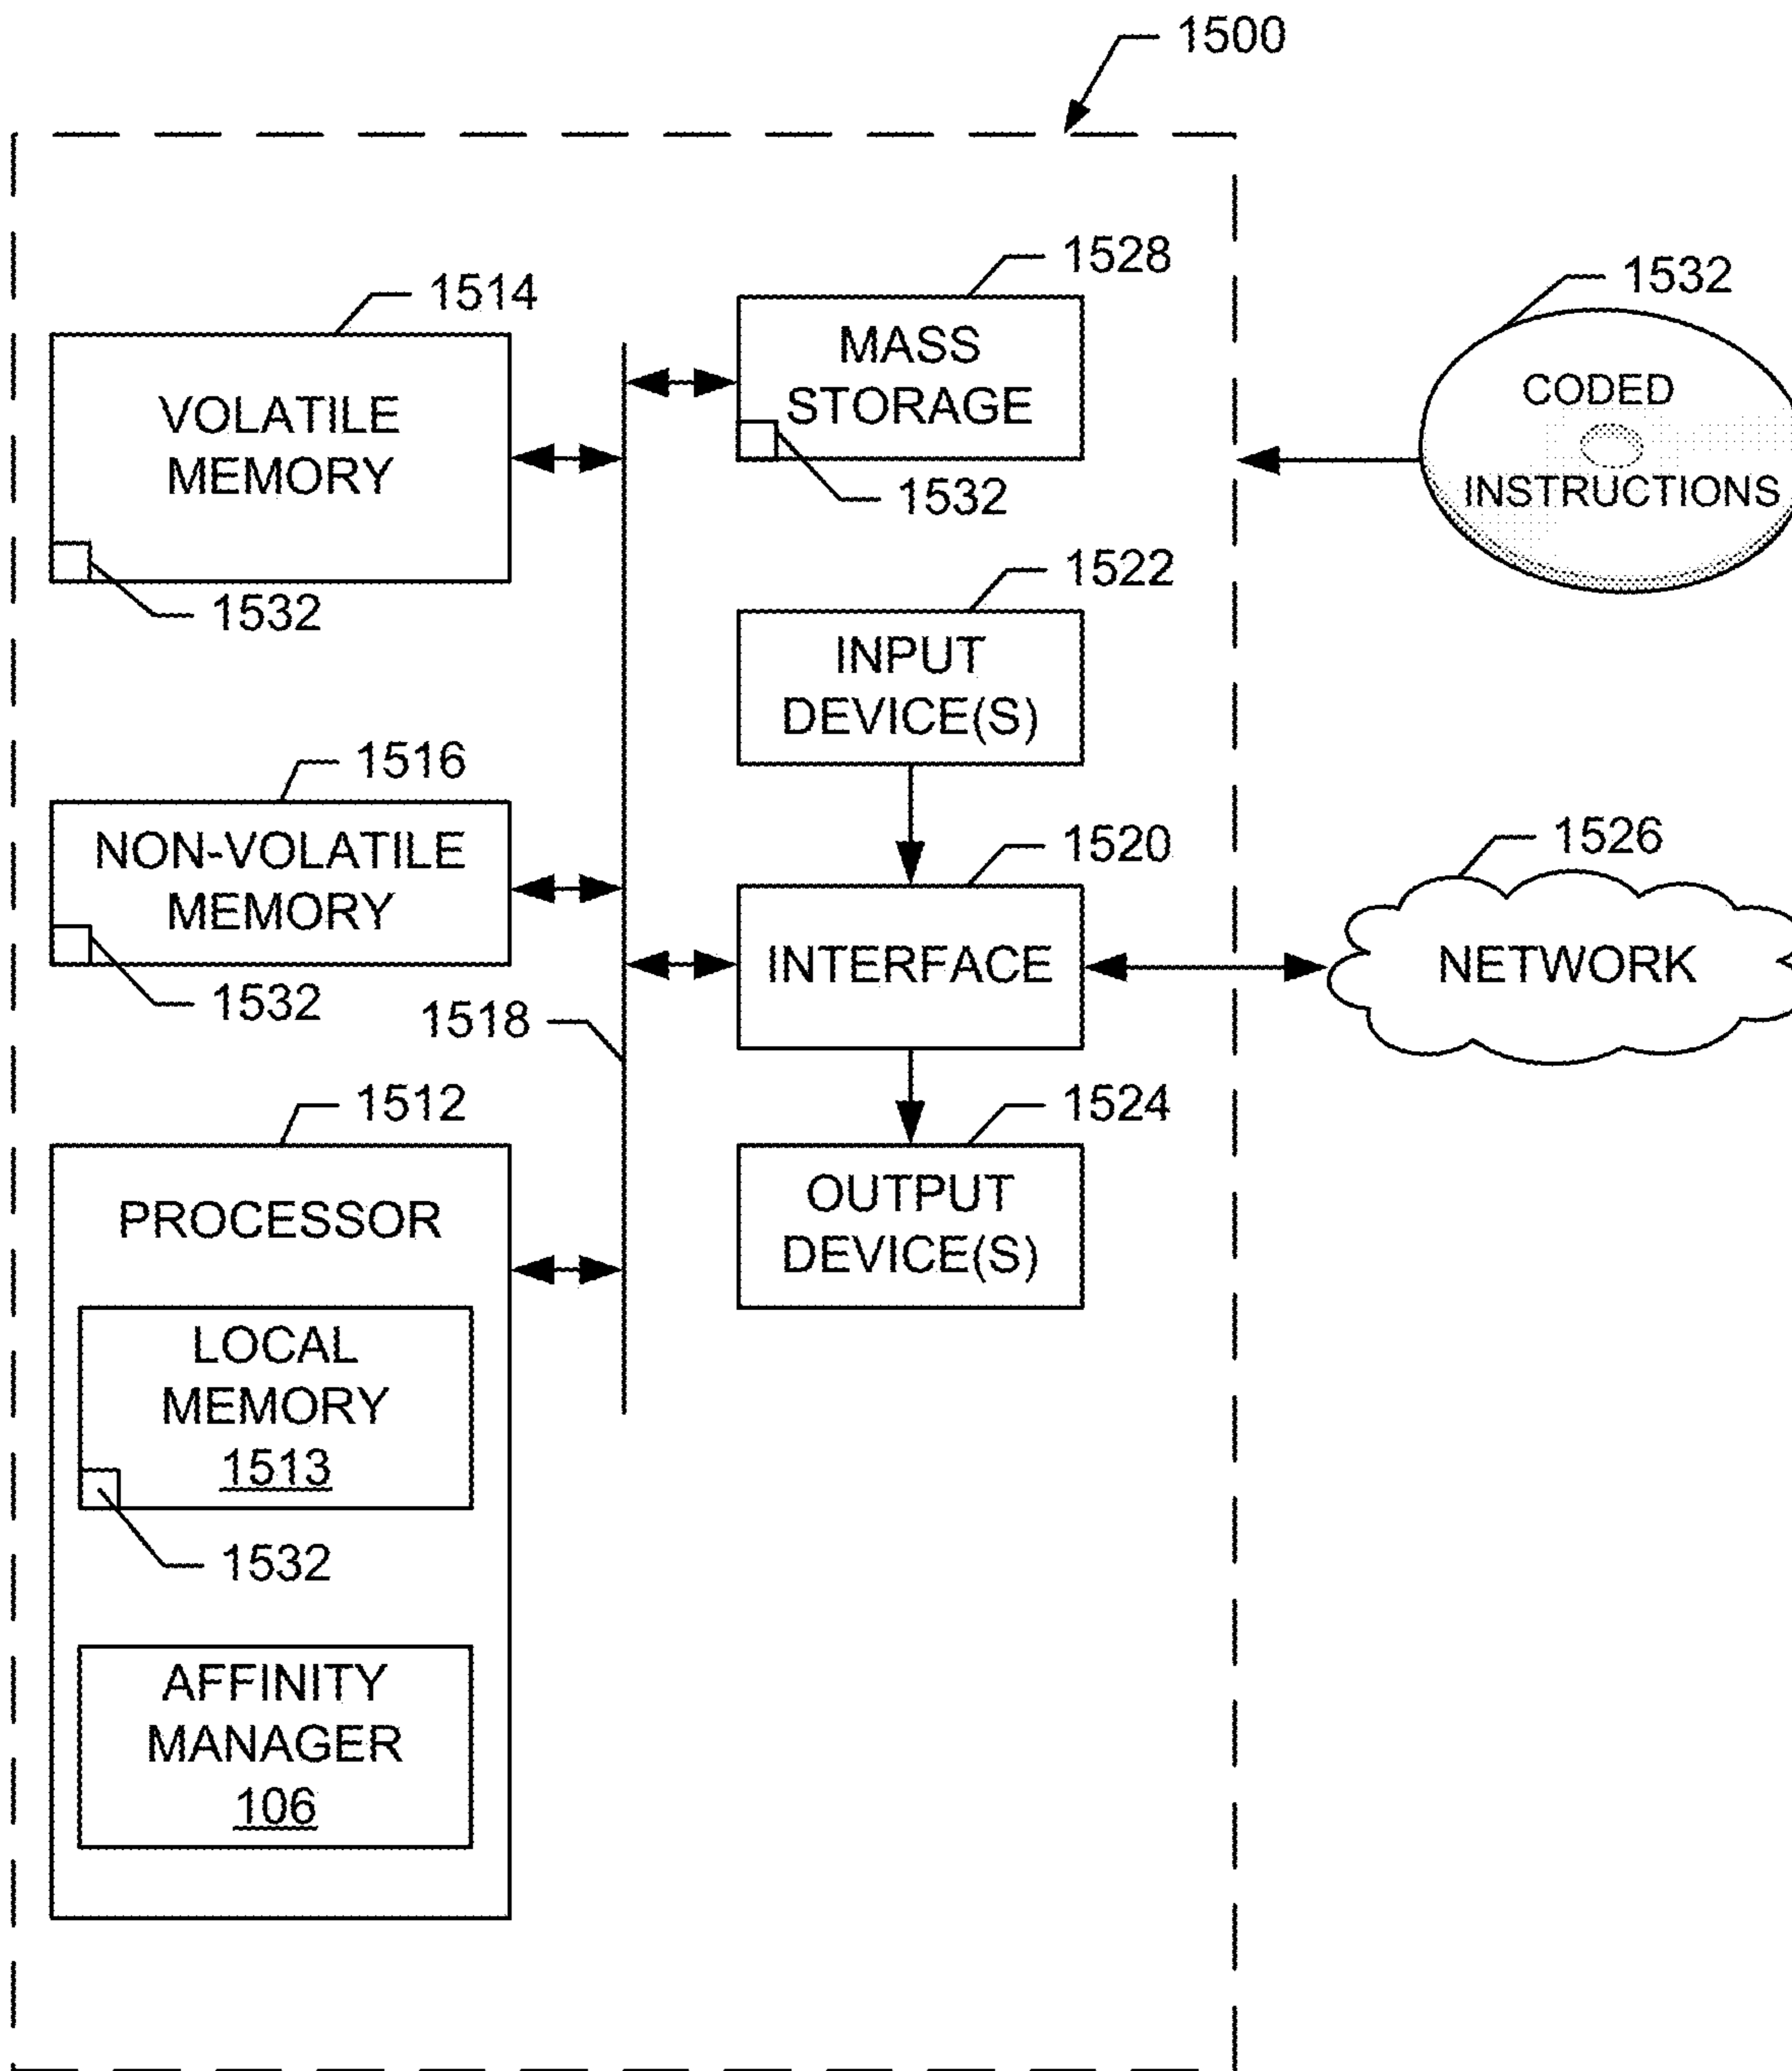 1500
1514
VOLATILE
MEMORY
1532
1528
MASS
STORAGE
1532
1532
CODED
INSTRUCTIONS
1522
INPUT
DEVICE(S)
1516
NON-VOLATILE
MEMORY
1532
1518
1520
INTERFACE
1526
NETWORK
1512
PROCESSOR
LOCAL
MEMORY
1513
1532
AFFINITY
MANAGER
106
1524
OUTPUT
DEVICE(S)